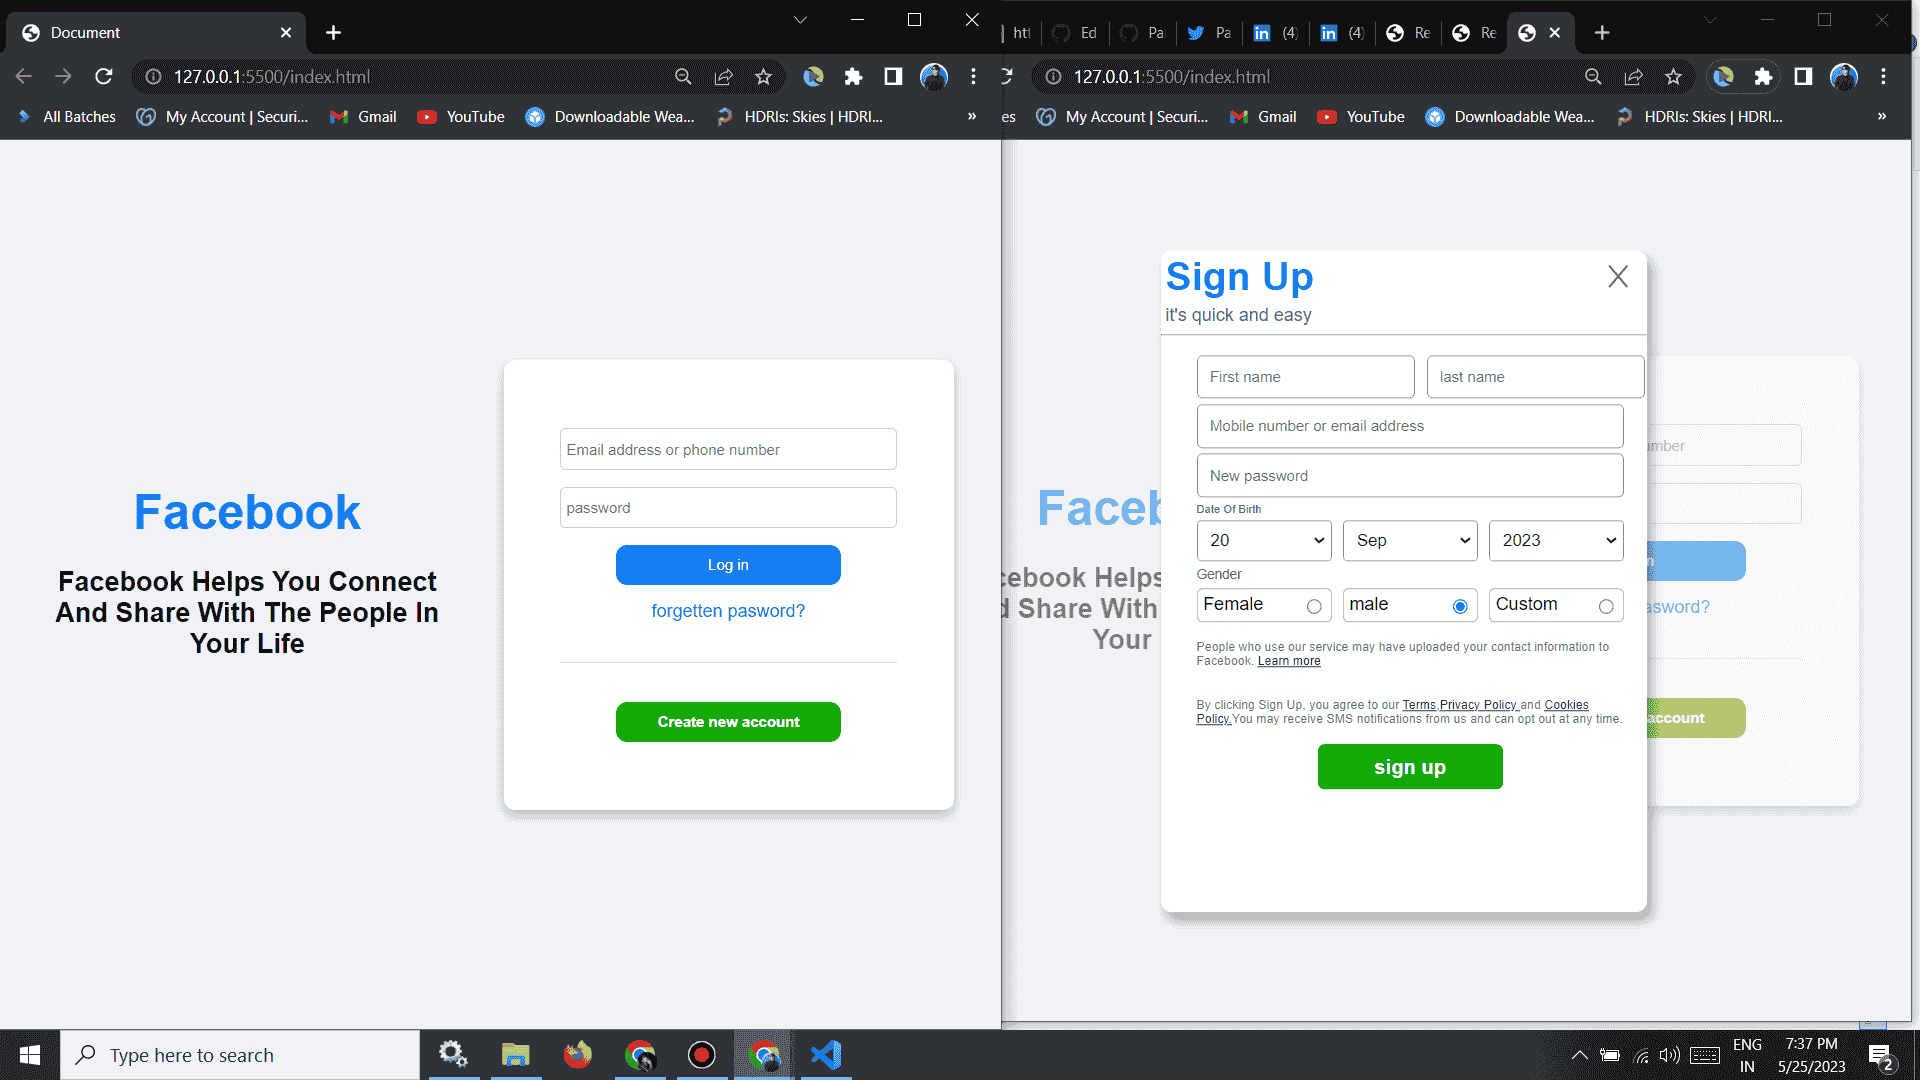 Document
127.0.0.1:5500/index.html
All Batches
My Account | Securi...
Gmail
YouTube
Downloadable Wea...
HDRIs: Skies | HDRI...
»
Facebook
Facebook Helps You Connect
And Share With The People In
Your Life
Email address or phone number
password
Log in
forgetten pasword?
Create new account
htt
Ed
Pa
Pa
(4)
(4)
Re
Re
127.0.0.1:5500/index.html
es
My Account | Securi...
Gmail
YouTube
Downloadable Wea...
HDRIs: Skies | HDRI...
»
Faceb
cebook Helps
d Share With
Your
Sign Up
it's quick and easy
First name
last name
Mobile number or email address
New password
Date Of Birth
20
Sep
2023
Gender
Female
male
Custom
People who use our service may have uploaded your contact information to
Facebook. Learn more
By clicking Sign Up, you agree to our Terms,Privacy Policy and Cookies
Policy.You may receive SMS notifications from us and can opt out at any time.
sign up
mber
asword?
account
Type here to search
ENG
IN
7:37 PM
5/25/2023
2